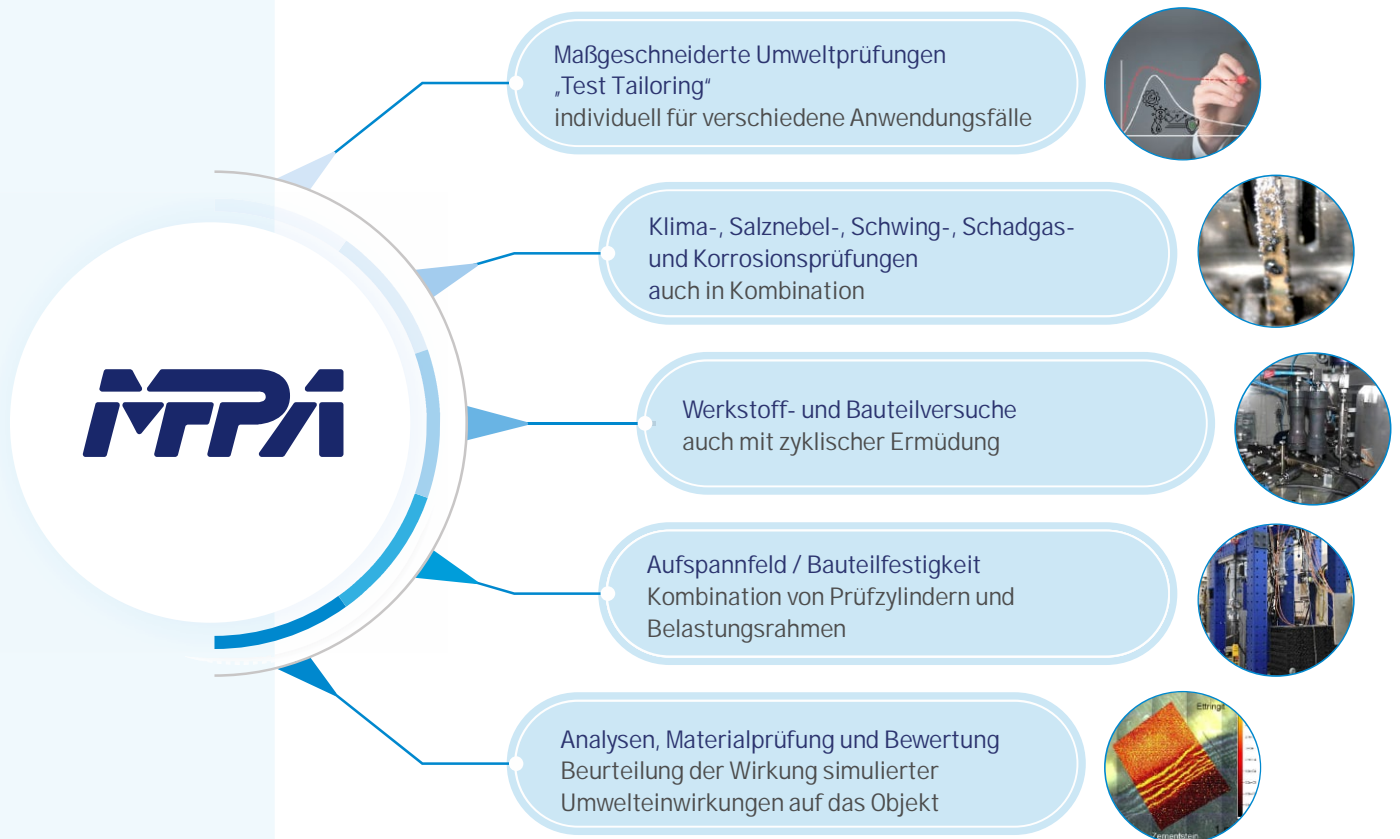 Maßgeschneiderte Umweltprüfungen
„Test Tailoring“
individuell für verschiedene Anwendungsfälle
Klima-, Salznebel-, Schwing-, Schadgas-
und Korrosionsprüfungen
auch in Kombination
MFPA
Werkstoff- und Bauteilversuche
auch mit zyklischer Ermüdung
Aufspannfeld / Bauteilfestigkeit
Kombination von Prüfzylindern und
Belastungsrahmen
Analysen, Materialprüfung und Bewertung
Beurteilung der Wirkung simulierter
Umwelteinwirkungen auf das Objekt
Ettringit
Zementstein